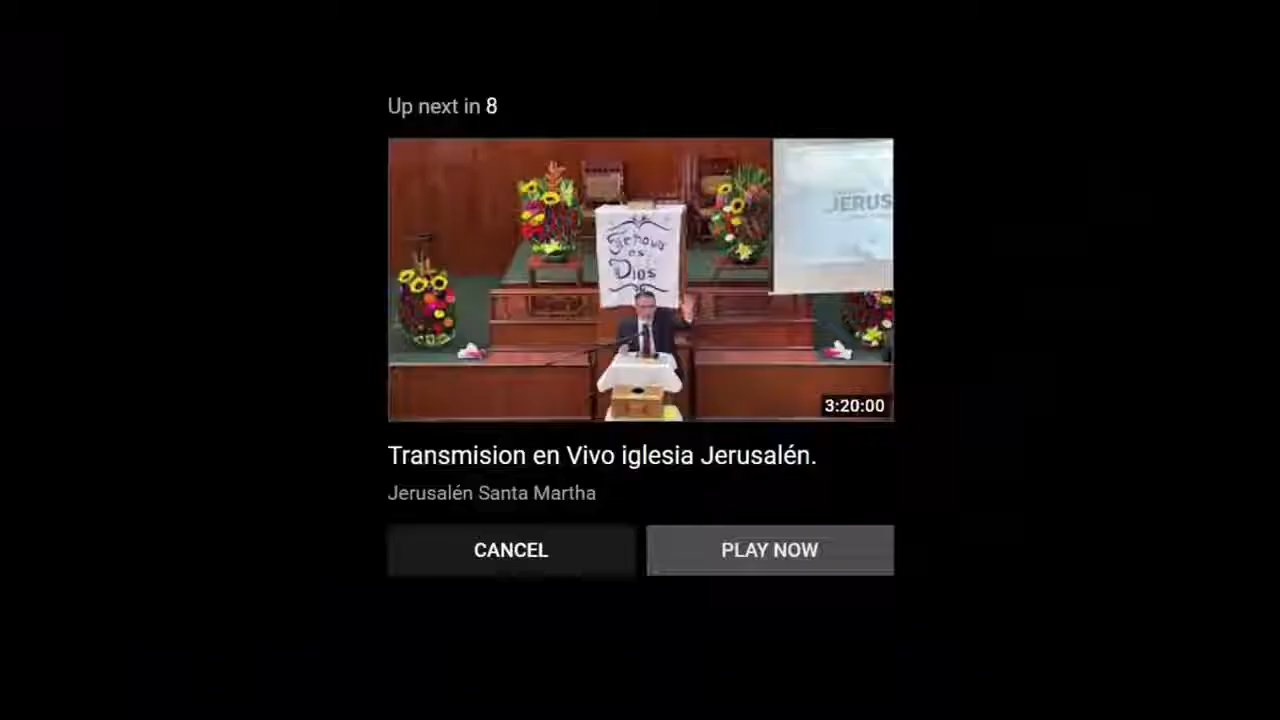 Up next in 8
JERUS
Jehova
es
Dios
3:20:00
Transmision en Vivo iglesia Jerusalén.
Jerusalén Santa Martha
CANCEL
PLAY NOW